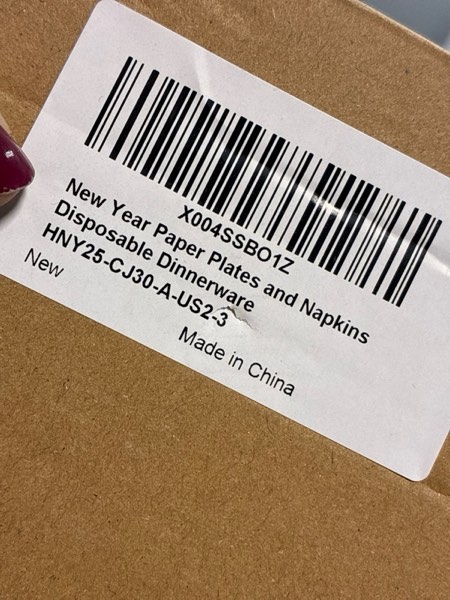 X004SSBO1Z
New Year Paper Plates and Napkins
Disposable Dinnerware
HNY25-CJ30-A-US2-3
New
Made in China